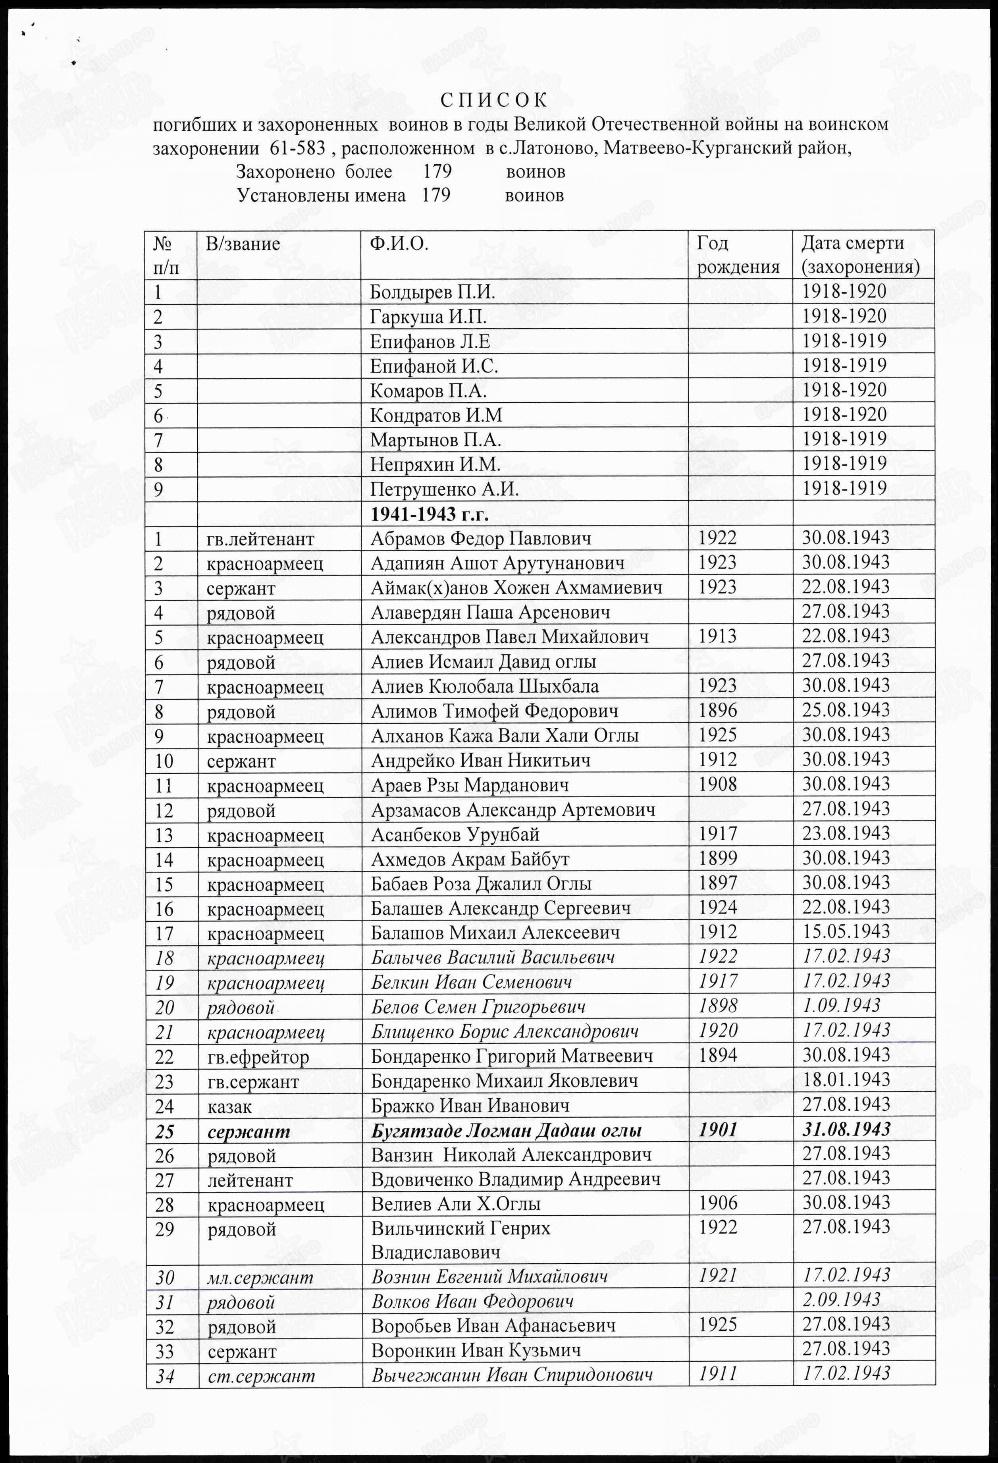 С П И С О К
погибших и захороненных воинов в годы Великой Отечественной войны на воинском
захоронении 61-583 , расположенном в с.Латоново, Матвеево-Курганский район,
Захоронено более 179 воинов
Установлены имена 179 воинов
№ В/звание Ф.И.О. Год Дата смерти
п/п рождения (захоронения)
1 Болдырев П.И. 1918-1920
2 Гаркуша И.П. 1918-1920
3 Епифанов Л.Е 1918-1919
4 Епифаной И.С. 1918-1919
5 Комаров П.А. 1918-1920
6 Кондратов И.М 1918-1920
7 Мартынов П.А. 1918-1919
8 Непряхин И.М. 1918-1919
9 Петрушенко А.И. 1918-1919
1941-1943 г.г.
1 гв.лейтенант Абрамов Федор Павлович 1922 30.08.1943
2 красноармеец Адапиян Ашот Арутунанович 1923 30.08.1943
3 сержант Аймак(х)анов Хожен Ахмамиевич 1923 22.08.1943
4 рядовой Алавердян Паша Арсенович 27.08.1943
5 красноармеец Александров Павел Михайлович 1913 22.08.1943
6 рядовой Алиев Исмаил Давид оглы 27.08.1943
7 красноармеец Алиев Кюлобала Шыхбала 1923 30.08.1943
8 рядовой Алимов Тимофей Федорович 1896 25.08.1943
9 красноармеец Алханов Кажа Вали Хали Оглы 1925 30.08.1943
10 сержант Андрейко Иван Никитьич 1912 30.08.1943
11 красноармеец Араев Рзы Марданович 1908 30.08.1943
12 рядовой Арзамасов Александр Артемович 27.08.1943
13 красноармеец Асанбеков Урунбай 1917 23.08.1943
14 красноармеец Ахмедов Акрам Байбут 1899 30.08.1943
15 красноармеец Бабаев Роза Джалил Оглы 1897 30.08.1943
16 красноармеец Балашев Александр Сергеевич 1924 22.08.1943
17 красноармеец Балашов Михаил Алексеевич 1912 15.05.1943
18 красноармеец Балычев Василий Васильевич 1922 17.02.1943
19 красноармеец Белкин Иван Семенович 1917 17.02.1943
20 рядовой Белов Семен Григорьевич 1898 1.09.1943
21 красноармеец Блищенко Борис Александрович 1920 17.02.1943
22 гв.ефрейтор Бондаренко Григорий Матвеевич 1894 30.08.1943
23 гв.сержант Бондаренко Михаил Яковлевич 18.01.1943
24 казак Бражко Иван Иванович 27.08.1943
25 сержант Бугятзаде Логман Дадаш оглы 1901 31.08.1943
26 рядовой Ванзин Николай Александрович 27.08.1943
27 лейтенант Вдовиченко Владимир Андреевич 27.08.1943
28 красноармеец Велиев Али Х.Оглы 1906 30.08.1943
29 рядовой Вильчинский Генрих 1922 27.08.1943
Владиславович
30 мл.сержант Вознин Евгений Михайлович 1921 17.02.1943
31 рядовой Волков Иван Федорович 2.09.1943
32 рядовой Воробьев Иван Афанасьевич 1925 27.08.1943
33 сержант Воронкин Иван Кузьмич 27.08.1943
34 ст.сержант Вычегжанин Иван Спиридонович 1911 17.02.1943